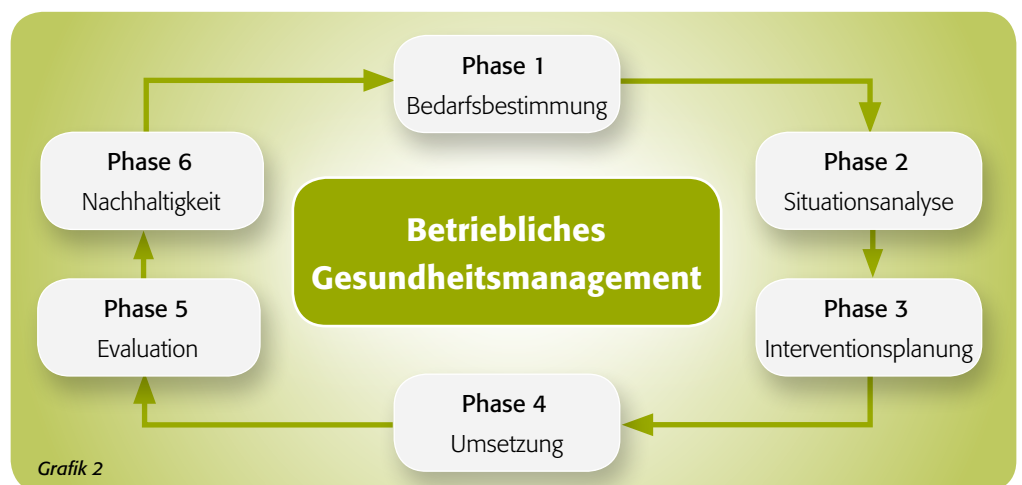 Phase 1
Bedarfsbestimmung
Phase 2
Situationsanalyse
Phase 3
Interventionsplanung
Phase 4
Umsetzung
Phase 5
Evaluation
Phase 6
Nachhaltigkeit
Betriebliches
Gesundheitsmanagement
Grafik 2